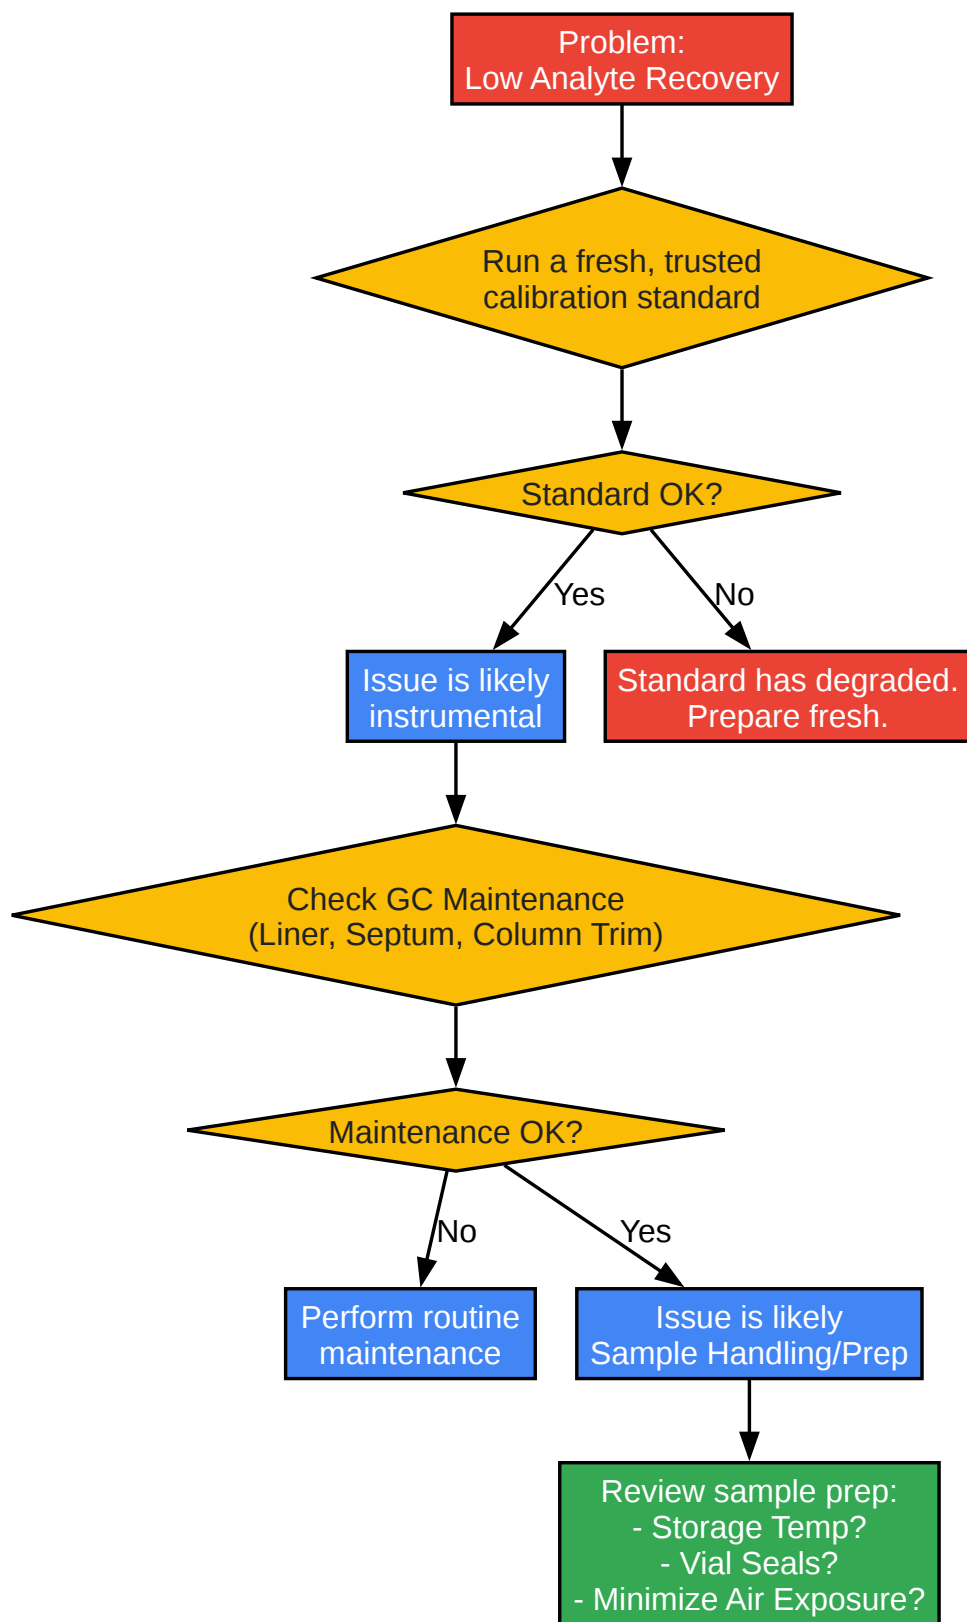 Problem:
Low Analyte Recovery
Run a fresh, trusted
calibration standard
Standard OK?
Yes
No
Issue is likely
instrumental
Standard has degraded.
Prepare fresh.
Check GC Maintenance
(Liner, Septum, Column Trim)
Maintenance OK?
No
Yes
Perform routine
maintenance
Issue is likely
Sample Handling/Prep
Review sample prep:
- Storage Temp?
- Vial Seals?
- Minimize Air Exposure?